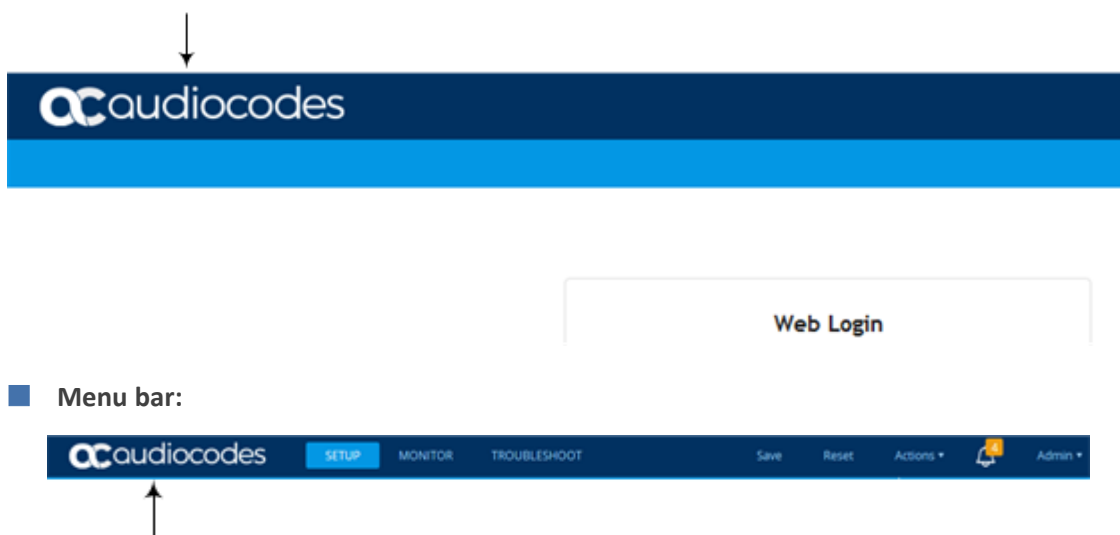 audiocodes
Web Login
Menu bar:
audiocodes SETUP MONITOR TROUBLESHOOT Save Reset Actions 4 Admin